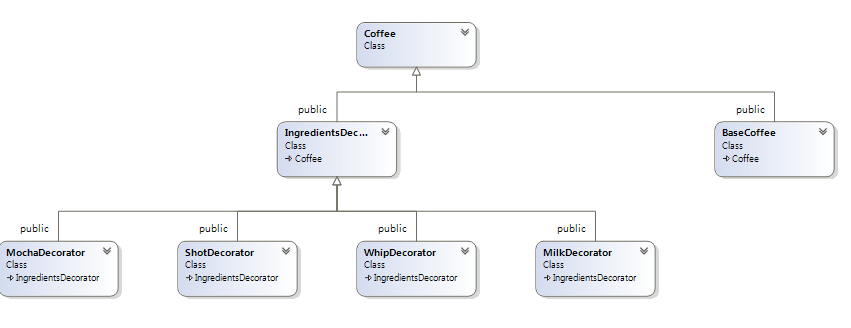 Coffee
Class
public
public
IngredientsDec...
Class
Coffee
BaseCoffee
Class
Coffee
public
public
public
public
MochaDecorator
Class
IngredientsDecorator
ShotDecorator
Class
IngredientsDecorator
WhipDecorator
Class
IngredientsDecorator
MilkDecorator
Class
IngredientsDecorator